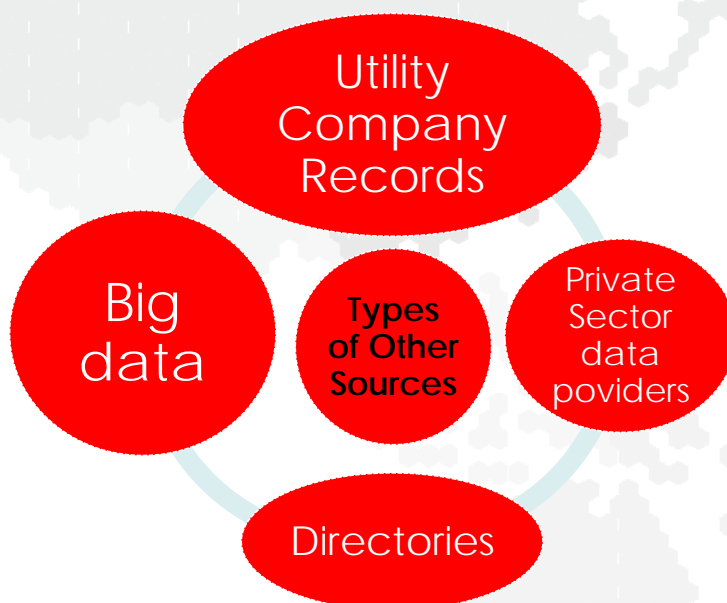 Utility
Company
Records
Big
data
Types
of Other
Sources
Private
Sector
data
poviders
Directories